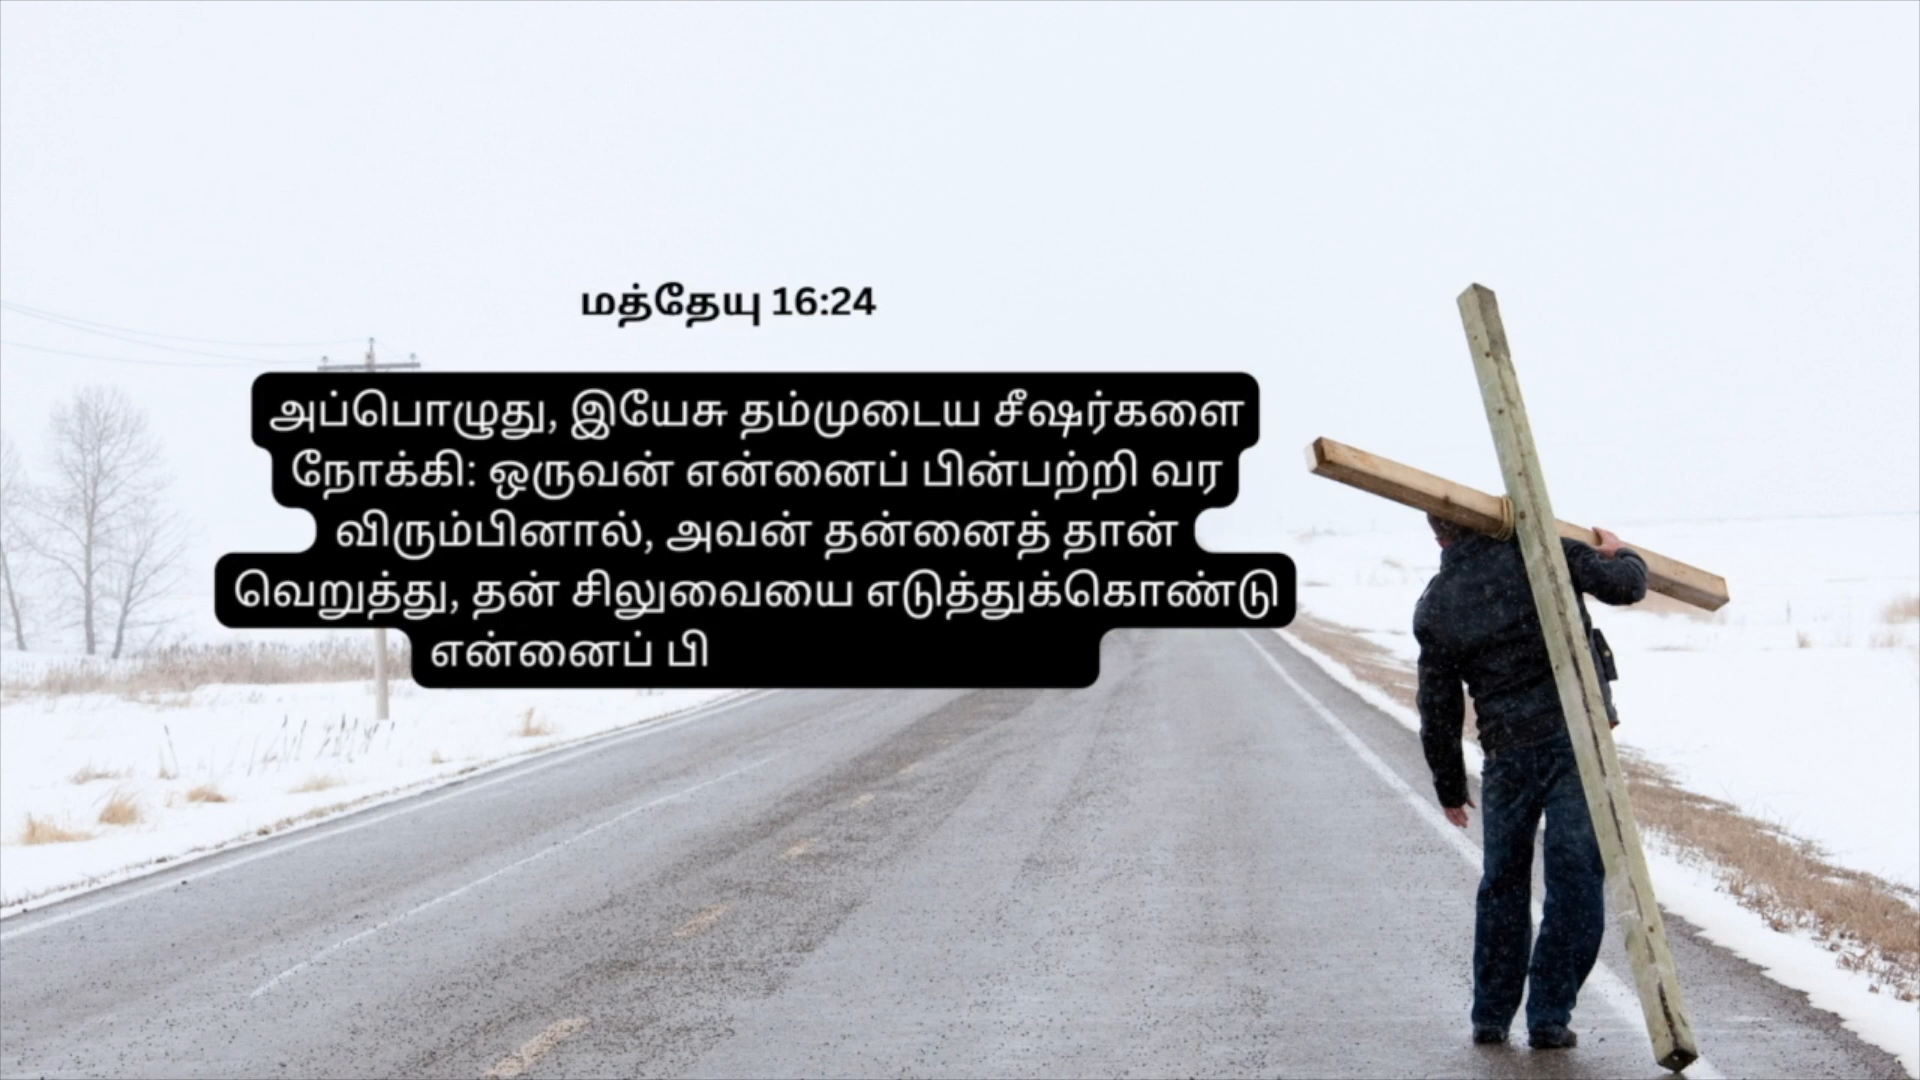 மத்தேயு 16:24
அப்பொழுது, இயேசு தம்முடைய சீஷர்களை
நோக்கி: ஒருவன் என்னைப் பின்பற்றி வர
விரும்பினால், அவன் தன்னைத் தான்
வெறுத்து, தன் சிலுவையை எடுத்துக்கொண்டு
என்னைப் பி